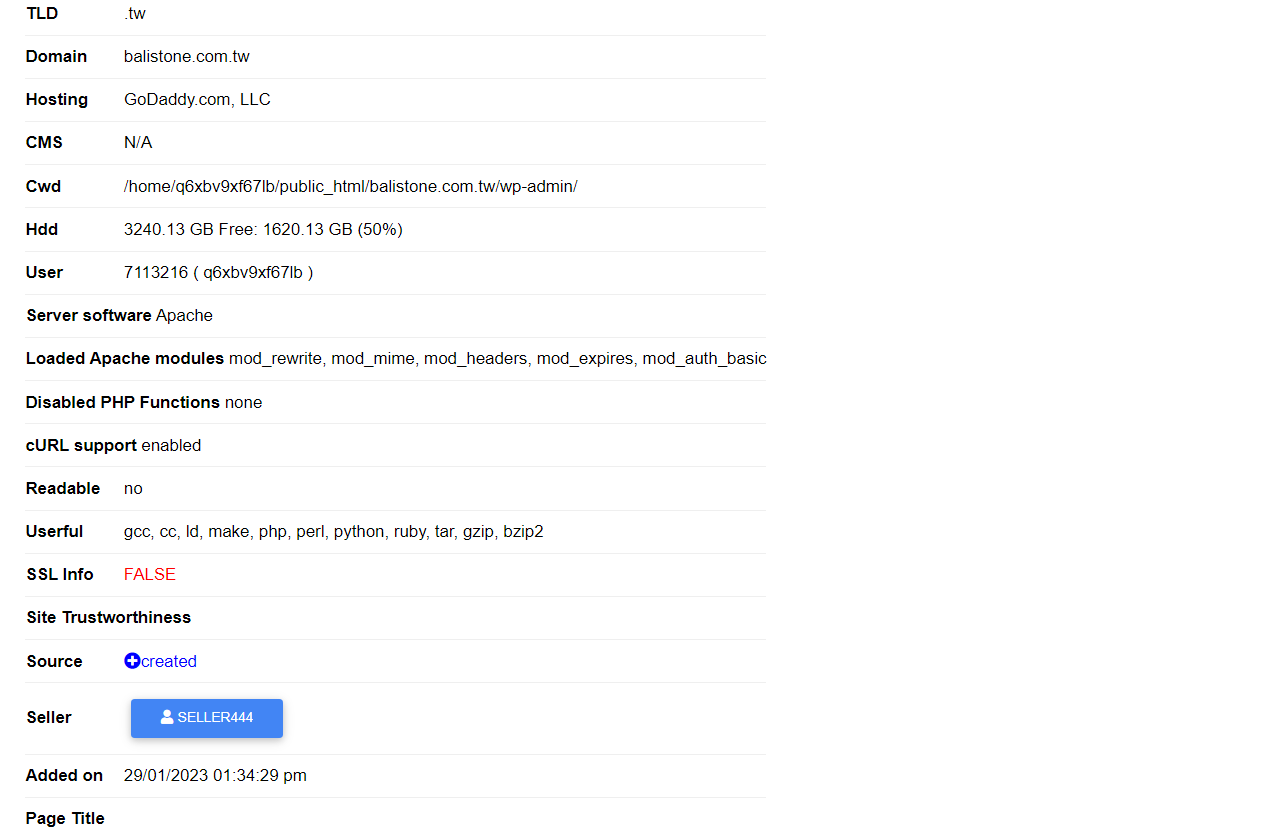 TLD .tw
Domain balistone.com.tw
Hosting GoDaddy.com, LLC
CMS N/A
Cwd /home/q6xbv9xf67lb/public_html/balistone.com.tw/wp-admin/
Hdd 3240.13 GB Free: 1620.13 GB (50%)
User 7113216 ( q6xbv9xf67lb )
Server software Apache
Loaded Apache modules mod_rewrite, mod_mime, mod_headers, mod_expires, mod_auth_basic
Disabled PHP Functions none
cURL support enabled
Readable no
Userful gcc, cc, ld, make, php, perl, python, ruby, tar, gzip, bzip2
SSL Info FALSE
Site Trustworthiness
Source created
Seller SELLER444
Added on 29/01/2023 01:34:29 pm
Page Title